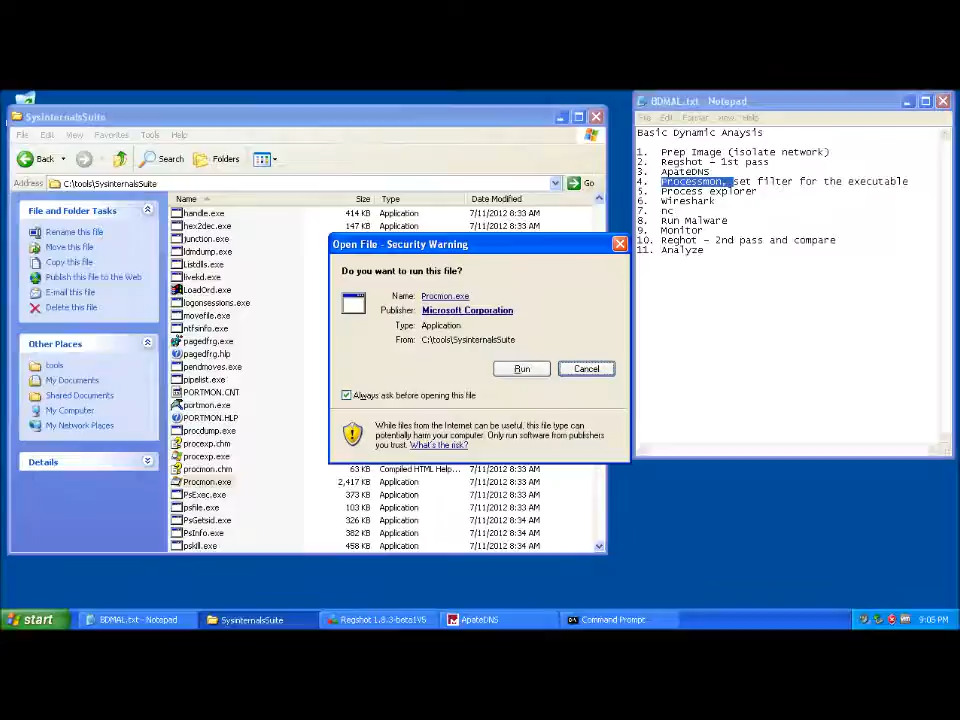 SysInternalsSuite
File Edit View Favorites Tools Help
Back Search Folders
Address C:\tools\SysinternalsSuite Go
File and Folder Tasks
Rename this file
Move this file
Copy this file
Publish this file to the Web
E-mail this file
Delete this file
Other Places
tools
My Documents
Shared Documents
My Computer
My Network Places
Details
Name Size Type Date Modified
handle.exe 414 KB Application 7/11/2012 8:33 AM
hex2dec.exe 147 KB Application 7/11/2012 8:33 AM
junction.exe
ldmdump.exe
Listdlls.exe
livekd.exe
LoadOrd.exe
logonsessions.exe
movefile.exe
ntfsinfo.exe
pagedfrg.exe
pagedfrg.hlp
pendmoves.exe
pipelist.exe
PORTMON.CNT
portmon.exe
PORTMON.HLP
procdump.exe
procexp.chm
procexp.exe
procmon.chm 63 KB Compiled HTML Help... 7/11/2012 8:33 AM
Procmon.exe 2,417 KB Application 7/11/2012 8:33 AM
PsExec.exe 373 KB Application 7/11/2012 8:33 AM
psfile.exe 103 KB Application 7/11/2012 8:33 AM
PsGetsid.exe 326 KB Application 7/11/2012 8:34 AM
PsInfo.exe 382 KB Application 7/11/2012 8:34 AM
pskill.exe 458 KB Application 7/11/2012 8:34 AM
Open File - Security Warning
Do you want to run this file?
Name: Procmon.exe
Publisher: Microsoft Corporation
Type: Application
From: C:\tools\SysinternalsSuite
Run Cancel
Always ask before opening this file
While files from the Internet can be useful, this file type can
potentially harm your computer. Only run software from publishers
you trust. What's the risk?
BDMAL.txt - Notepad
File Edit Format View Help
Basic Dynamic Anaysis
1. Prep Image (isolate network)
2. Regshot - 1st pass
3. ApateDNS
4. Processmon, set filter for the executable
5. Process explorer
6. Wireshark
7. nc
8. Run Malware
9. Monitor
10. Reghot - 2nd pass and compare
11. Analyze
start BDMAL.txt - Notepad SysinternalsSuite Regshot 1.8.3-beta1V5 ApateDNS Command Prompt 9:05 PM